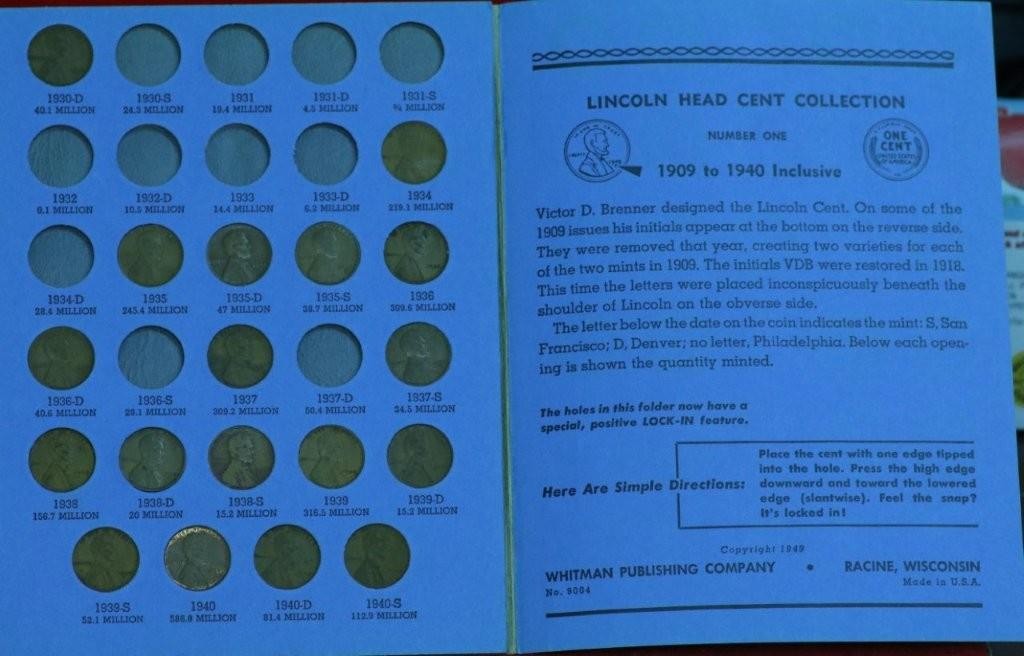 1930-D 1930-S 1931 1931-D 1931-S
40.1 MILLION 24.3 MILLION 19.4 MILLION 4.5 MILLION ¾ MILLION
1932 1932-D 1933 1933-D 1934
9.1 MILLION 10.5 MILLION 14.4 MILLION 6.2 MILLION 219.1 MILLION
1934-D 1935 1935-D 1935-S 1936
28.4 MILLION 245.4 MILLION 47 MILLION 38.7 MILLION 309.6 MILLION
1936-D 1936-S 1937 1937-D 1937-S
40.6 MILLION 29.1 MILLION 309.2 MILLION 50.4 MILLION 34.5 MILLION
1938 1938-D 1938-S 1939 1939-D
156.7 MILLION 20 MILLION 15.2 MILLION 316.5 MILLION 15.2 MILLION
1939-S 1940 1940-D 1940-S
52.1 MILLION 586.8 MILLION 81.4 MILLION 112.9 MILLION
LINCOLN HEAD CENT COLLECTION
NUMBER ONE
1909 to 1940 Inclusive
ONE
CENT
UNITED STATES
OF AMERICA
Victor D. Brenner designed the Lincoln Cent. On some of the
1909 issues his initials appear at the bottom on the reverse side.
They were removed that year, creating two varieties for each
of the two mints in 1909. The initials VDB were restored in 1918.
This time the letters were placed inconspicuously beneath the
shoulder of Lincoln on the obverse side.
The letter below the date on the coin indicates the mint: S, San
Francisco; D, Denver; no letter, Philadelphia. Below each open-
ing is shown the quantity minted.
The holes in this folder now have a
special, positive LOCK-IN feature.
Here Are Simple Directions:
Place the cent with one edge tipped
into the hole. Press the high edge
downward and toward the lowered
edge (slantwise). Feel the snap?
It's locked in!
Copyright 1949
WHITMAN PUBLISHING COMPANY • RACINE, WISCONSIN
No. 9004 Made in U.S.A.